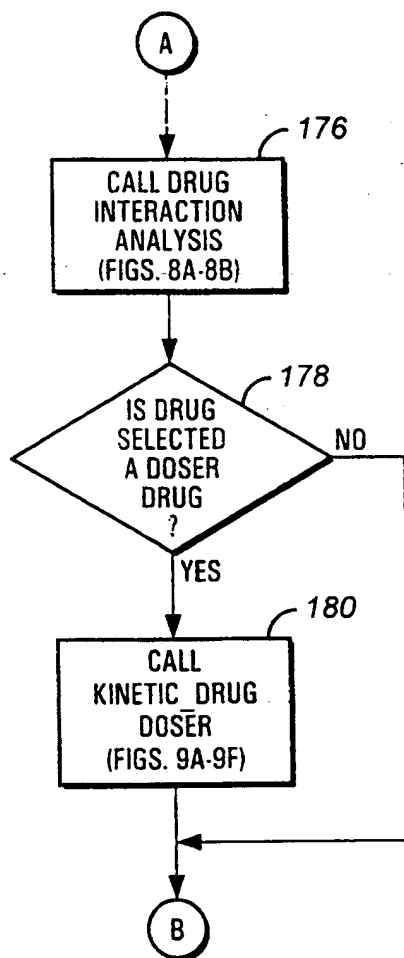 A
176
CALL DRUG
INTERACTION
ANALYSIS
(FIGS. 8A-8B)
178
IS DRUG
SELECTED
A DOSER
DRUG
?
NO
YES
180
CALL
KINETIC_DRUG
DOSER
(FIGS. 9A-9F)
B